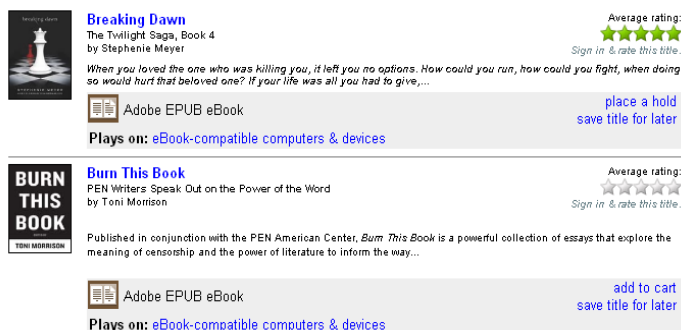 breaking dawn
STEPHENIE MEYER
Breaking Dawn
The Twilight Saga, Book 4
by Stephenie Meyer
Average rating:
Sign in & rate this title.
When you loved the one who was killing you, it left you no options. How could you run, how could you fight, when doing
so would hurt that beloved one? If your life was all you had to give,...
Adobe EPUB eBook
place a hold
save title for later
Plays on: eBook-compatible computers & devices
BURN
THIS
BOOK
TONI MORRISON
Burn This Book
PEN Writers Speak Out on the Power of the Word
by Toni Morrison
Average rating:
Sign in & rate this title.
Published in conjunction with the PEN American Center, Burn This Book is a powerful collection of essays that explore the
meaning of censorship and the power of literature to inform the way...
Adobe EPUB eBook
add to cart
save title for later
Plays on: eBook-compatible computers & devices